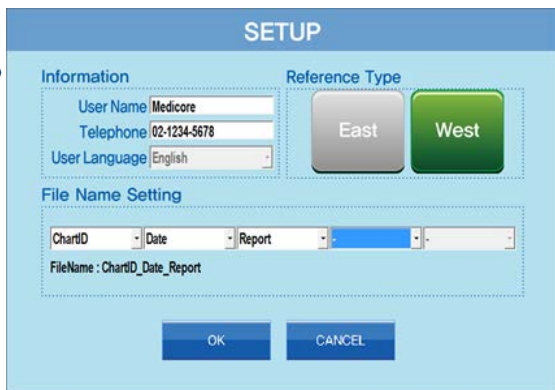 SETUP
Information
User Name Medicore
Telephone 02-1234-5678
User Language English
Reference Type
East West
File Name Setting
ChartID - Date - Report - - - - -
FileName : ChartID_Date_Report
OK CANCEL